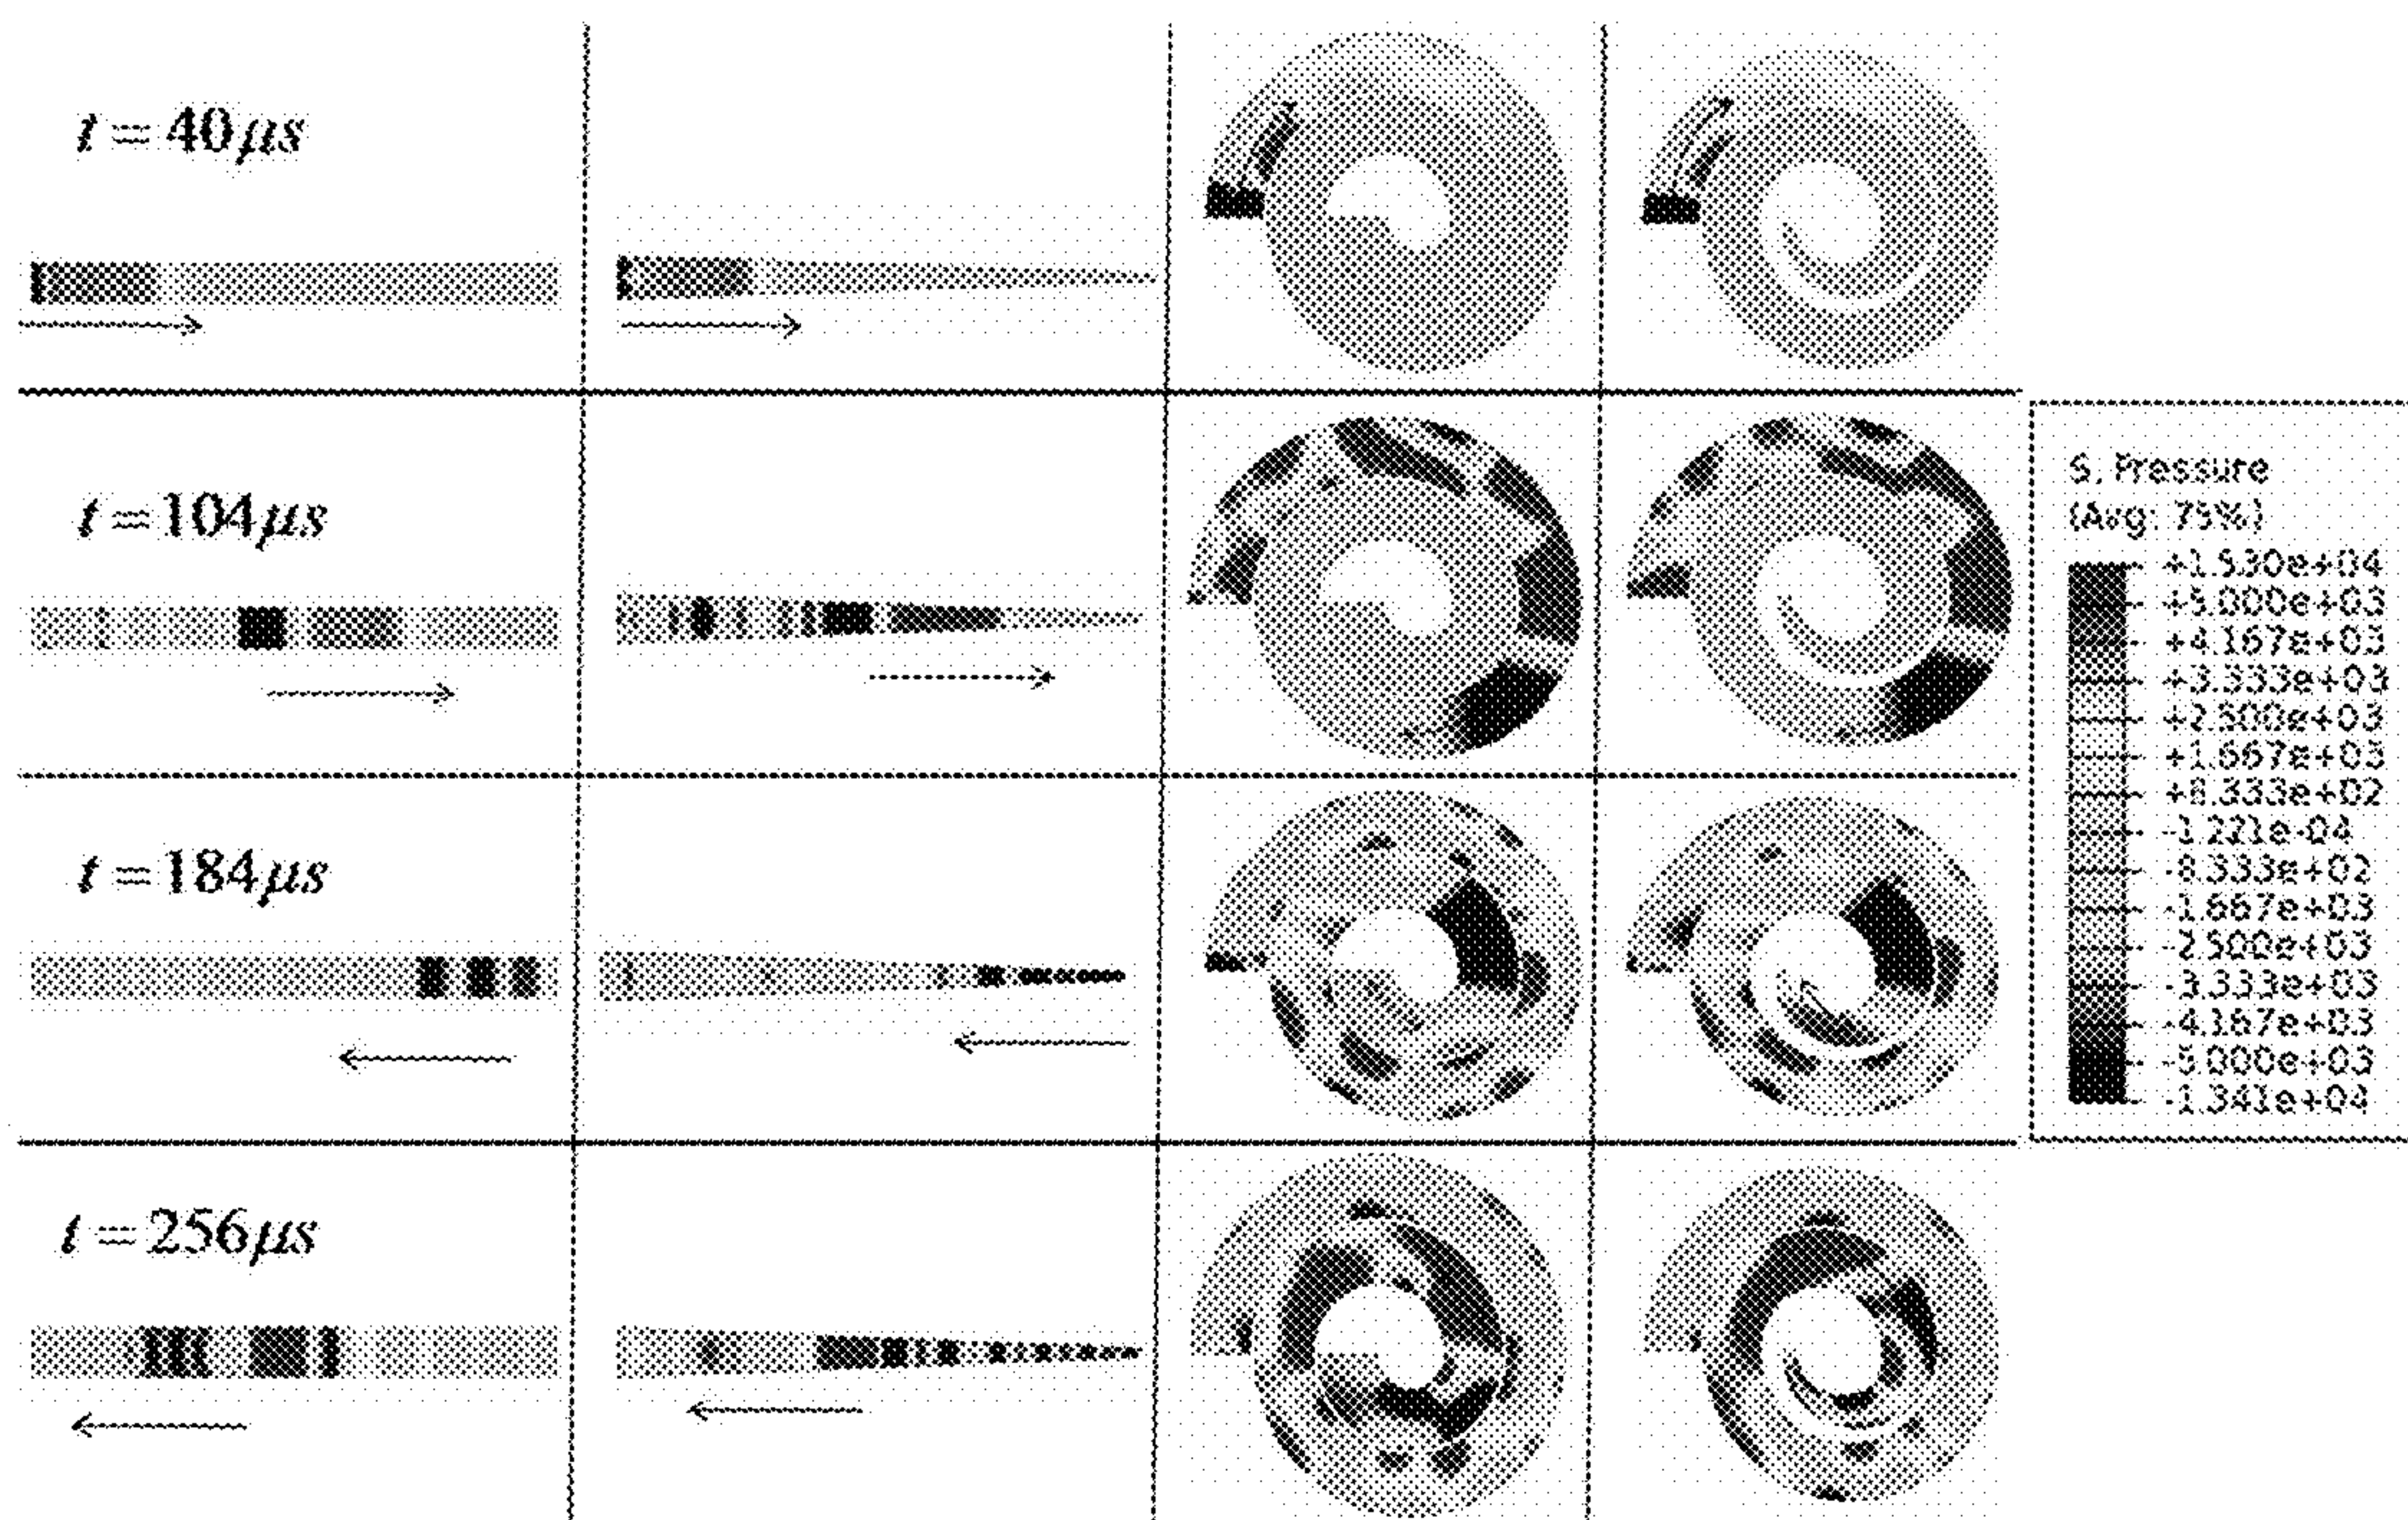 t = 40μs
t = 104μs
S, Pressure
(Avg: 75%)
+1.530e+04
+5.000e+03
+4.167e+03
+3.333e+03
+2.500e+03
+1.667e+03
+8.333e+02
-1.221e-04
-8.333e+02
-1.667e+03
-2.500e+03
-3.333e+03
-4.167e+03
-5.000e+03
-1.341e+04
t = 184μs
t = 256μs